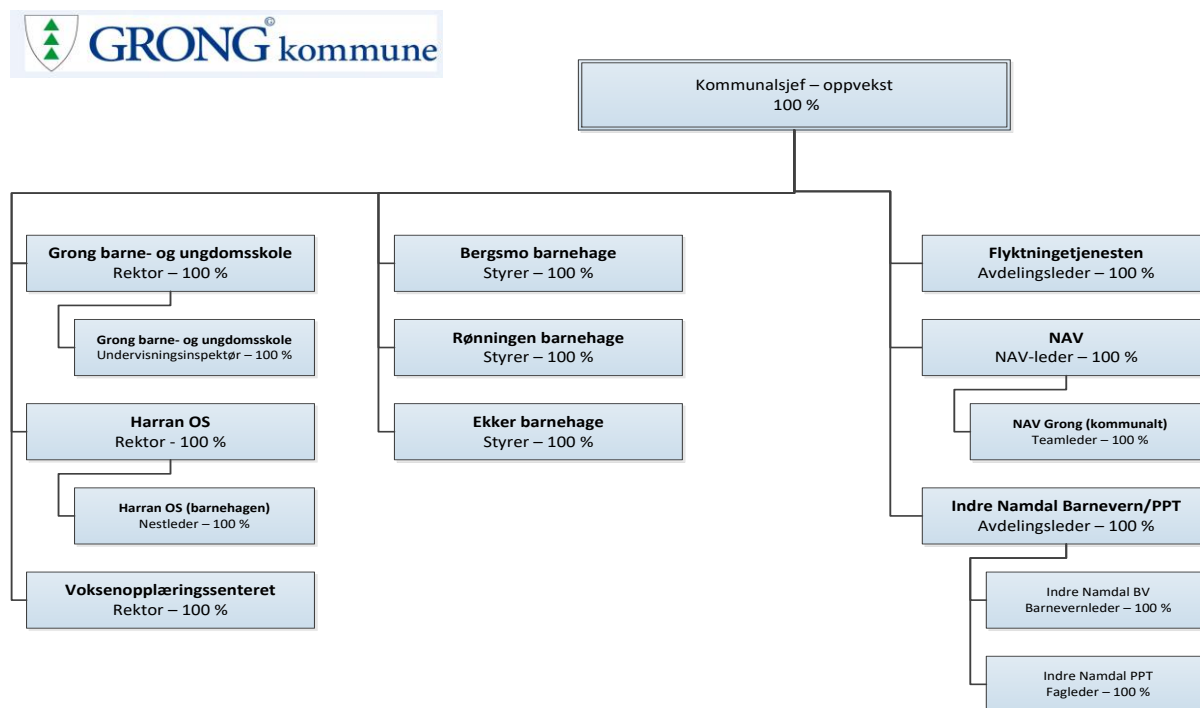 GRONG© kommune
Kommunalsjef – oppvekst
100 %
Grong barne- og ungdomsskole
Rektor – 100 %
Grong barne- og ungdomsskole
Undervisningsinspektør – 100 %
Harran OS
Rektor - 100 %
Harran OS (barnehagen)
Nestleder – 100 %
Voksenopplæringssenteret
Rektor – 100 %
Bergsmo barnehage
Styrer – 100 %
Rønningen barnehage
Styrer – 100 %
Ekker barnehage
Styrer – 100 %
Flyktningetjenesten
Avdelingsleder – 100 %
NAV
NAV-leder – 100 %
NAV Grong (kommunalt)
Teamleder – 100 %
Indre Namdal Barnevern/PPT
Avdelingsleder – 100 %
Indre Namdal BV
Barnevernleder – 100 %
Indre Namdal PPT
Fagleder – 100 %